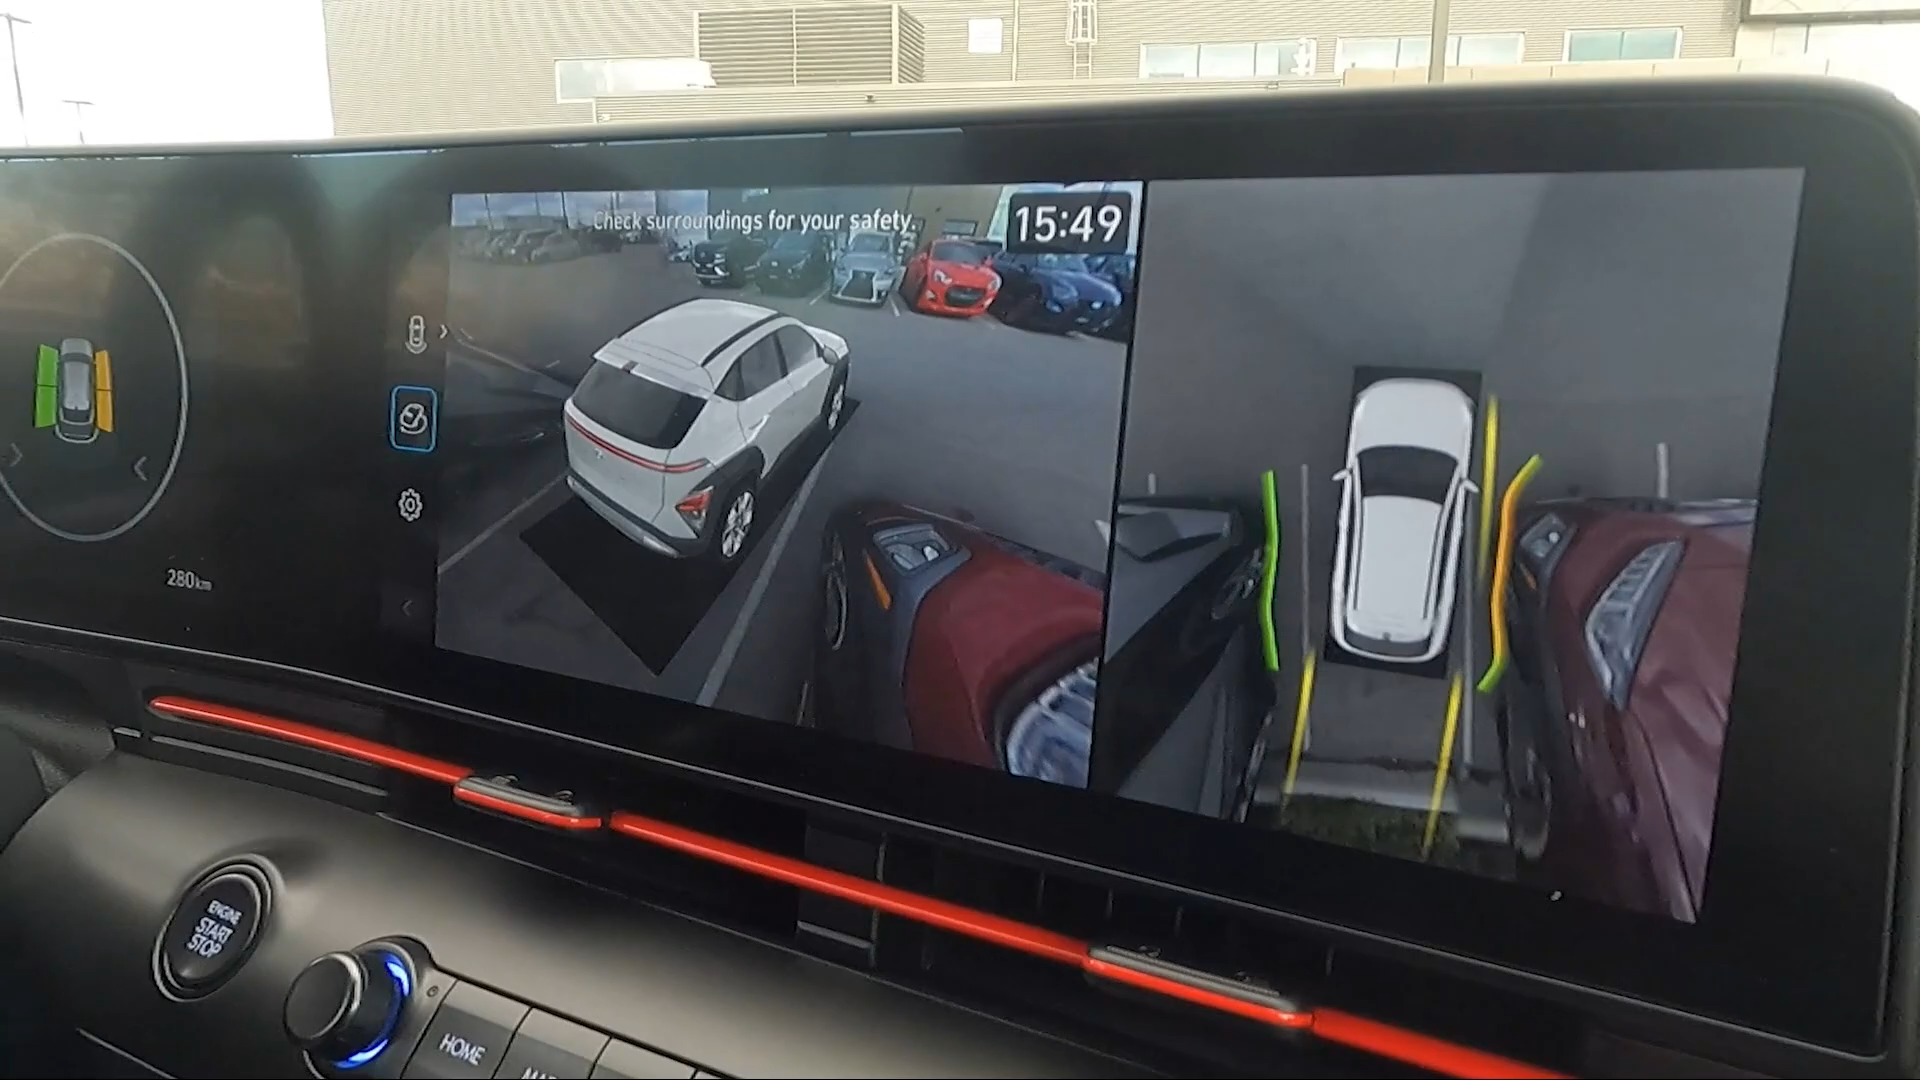 Check surroundings for your safety.
15:49
280km
ENGINE
START
STOP
HOME